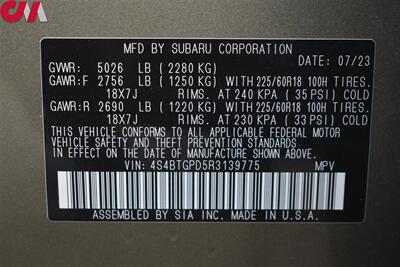 MFD. BY SUBARU CORPORATION
DATE: 07/23
GVWR: 5026 LB (2280 KG)
GAWR:F 2756 LB (1250 KG) WITH 225/60R18 100H TIRES.
18X7J RIMS. AT 240 KPA (35 PSI) COLD
GAWR:R 2690 LB (1220 KG) WITH 225/60R18 100H TIRES.
18X7J RIMS. AT 230 KPA (33 PSI) COLD
THIS VEHICLE CONFORMS TO ALL APPLICABLE FEDERAL MOTOR
VEHICLE SAFETY AND THEFT PREVENTION STANDARDS
IN EFFECT ON THE DATE OF MANUFACTURE SHOWN ABOVE.
VIN: 4S4BTGPD5R3139775 MPV
ASSEMBLED BY SIA INC. MADE IN U.S.A.